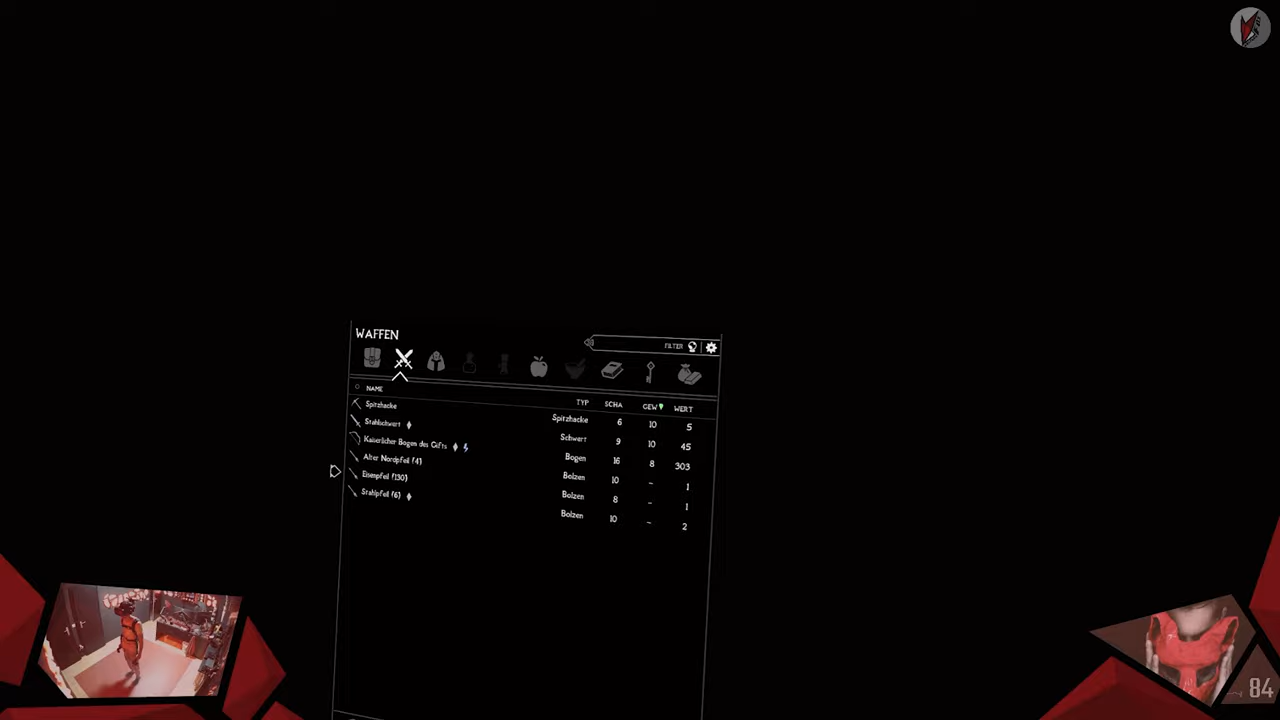 WAFFEN
FILTER
NAME TYP SCHA GEW WERT
Spitzhacke Spitzhacke 6 10 5
Stahlschwert Schwert 9 10 45
Kaiserlicher Bogen des Gifts Bogen 16 8 303
Alter Nordpfeil (4) Bolzen 10 - 1
Eisenpfeil (130) Bolzen 8 - 1
Stahlpfeil (6) Bolzen 10 - 2
84